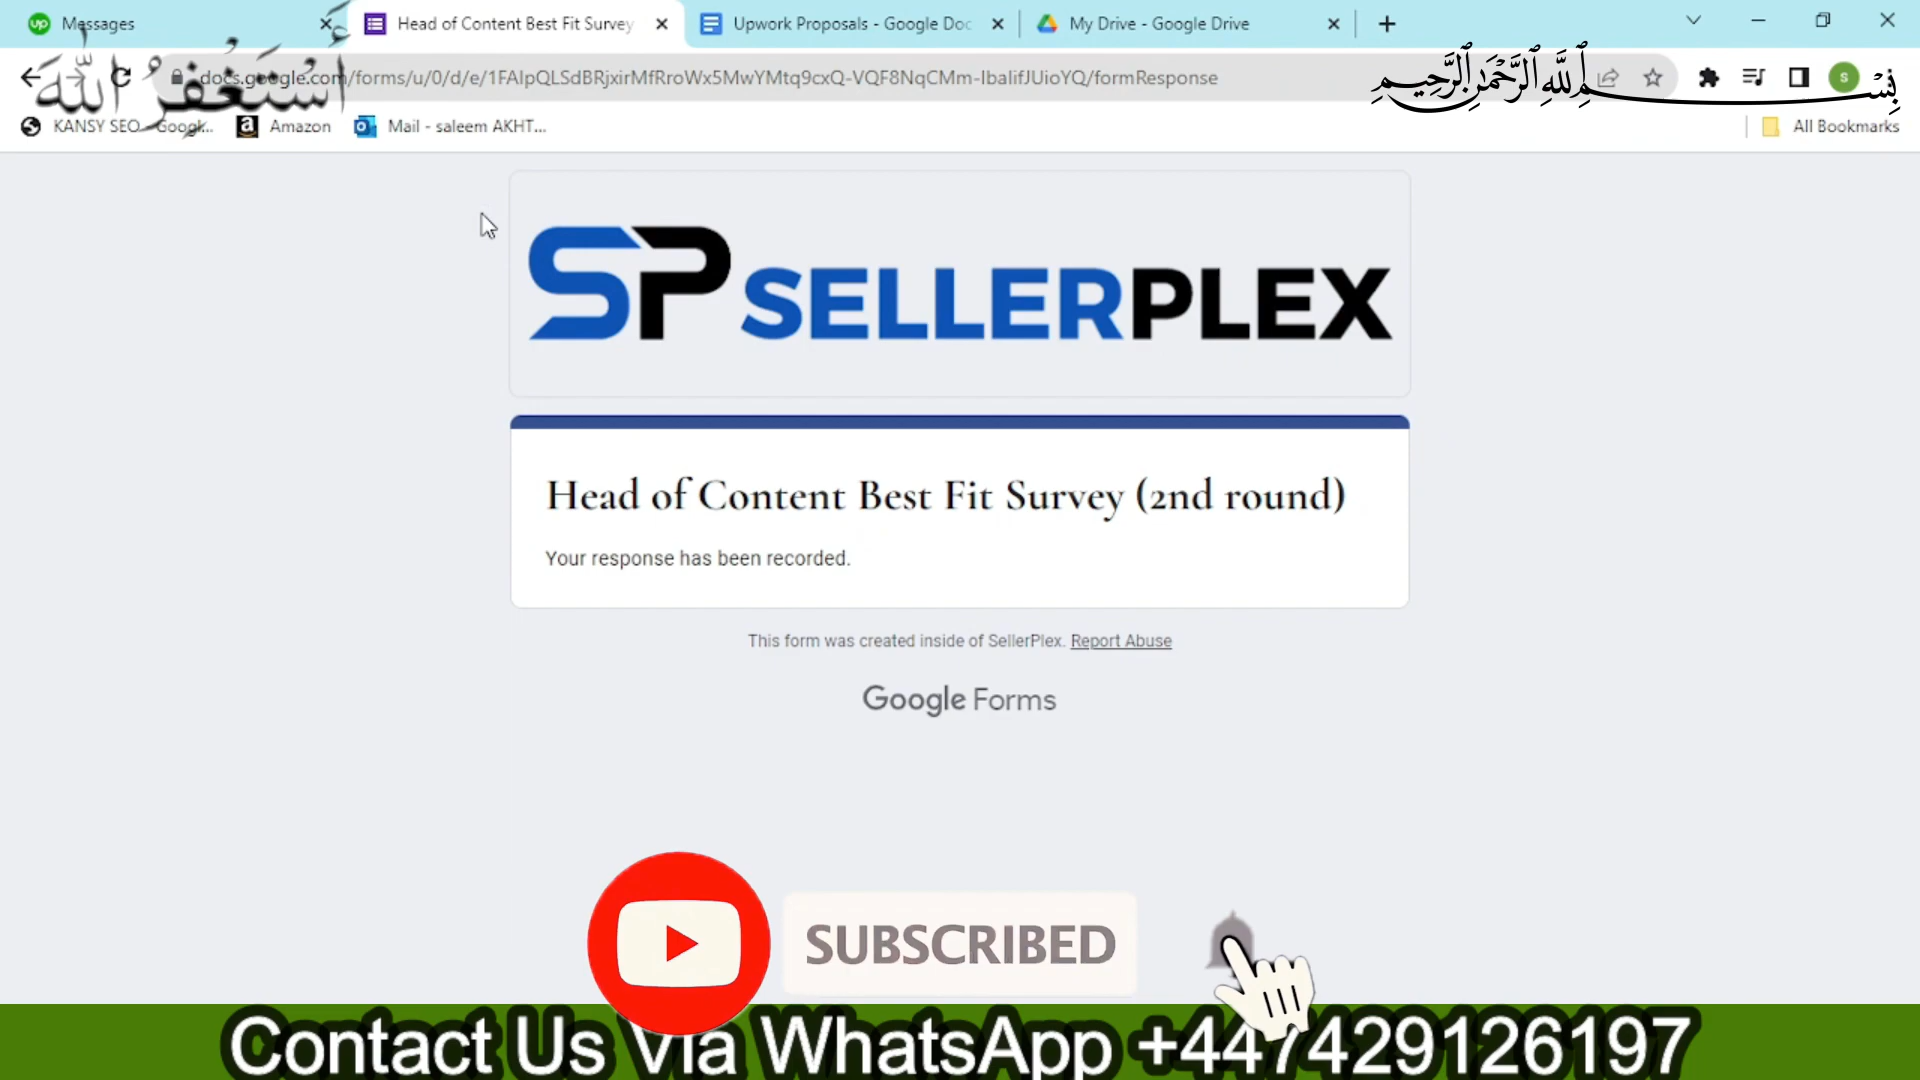 Messages
Head of Content Best Fit Survey
Upwork Proposals - Google Doc
My Drive - Google Drive
أَسْتَغْفِرُ اللّٰهَ
docs.google.com/forms/u/0/d/e/1FAIpQLSdBRjxirMfRroWx5MwYMtq9cxQ-VQF8NqCMm-IbaIifJUioYQ/formResponse
بِسْمِ ٱللَّهِ ٱلرَّحْمَٰنِ ٱلرَّحِيمِ
S
KANSY SEO - Googl...
Amazon
Mail - saleem AKHT...
All Bookmarks
SP SELLERPLEX
Head of Content Best Fit Survey (2nd round)
Your response has been recorded.
This form was created inside of SellerPlex. Report Abuse
Google Forms
SUBSCRIBED
Contact Us Via WhatsApp +447429126197